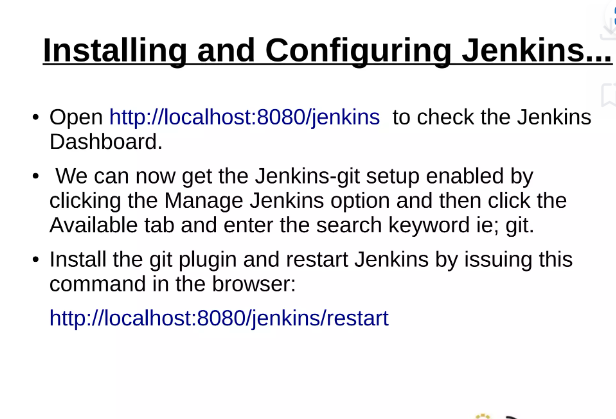 Installing and Configuring Jenkins...
• Open http://localhost:8080/jenkins to check the Jenkins
Dashboard.
• We can now get the Jenkins-git setup enabled by
clicking the Manage Jenkins option and then click the
Available tab and enter the search keyword ie; git.
• Install the git plugin and restart Jenkins by issuing this
command in the browser:
http://localhost:8080/jenkins/restart